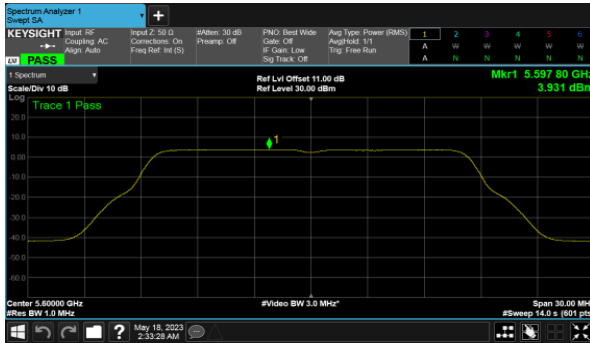 Spectrum Analyzer 1
Swept SA
+
KEYSIGHT
Input: RF
Coupling: AC
Align: Auto
Input Z: 50 Ω
Corrections: On
Freq Ref: Int (S)
#Atten: 30 dB
Preamp: Off
PNO: Best Wide
Gate: Off
IF Gain: Low
Sig Track: Off
Avg Type: Power (RMS)
Avg|Hold: 1/1
Trig: Free Run
1 2 3 4 5 6
A W W W W W
A N N N N N
LXI PASS
1 Spectrum
Scale/Div 10 dB
Ref Lvl Offset 11.00 dB
Ref Level 30.00 dBm
Mkr1 5.597 80 GHz
3.931 dBm
Log
Trace 1 Pass
20.0
10.0
0.00
-10.0
-20.0
-30.0
-40.0
-50.0
-60.0
1
Center 5.60000 GHz
#Res BW 1.0 MHz
#Video BW 3.0 MHz*
Span 30.00 MH
#Sweep 14.0 s (601 pts
?
May 18, 2023
2:33:28 AM